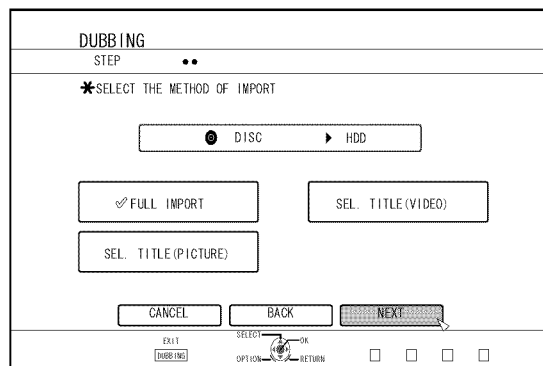 DUBBING
STEP
*SELECT THE METHOD OF IMPORT
DISC HDD
FULL IMPORT SEL. TITLE(VIDEO)
SEL. TITLE(PICTURE)
CANCEL BACK NEXT
EXIT SELECT OK
DUBBING OPTION RETURN